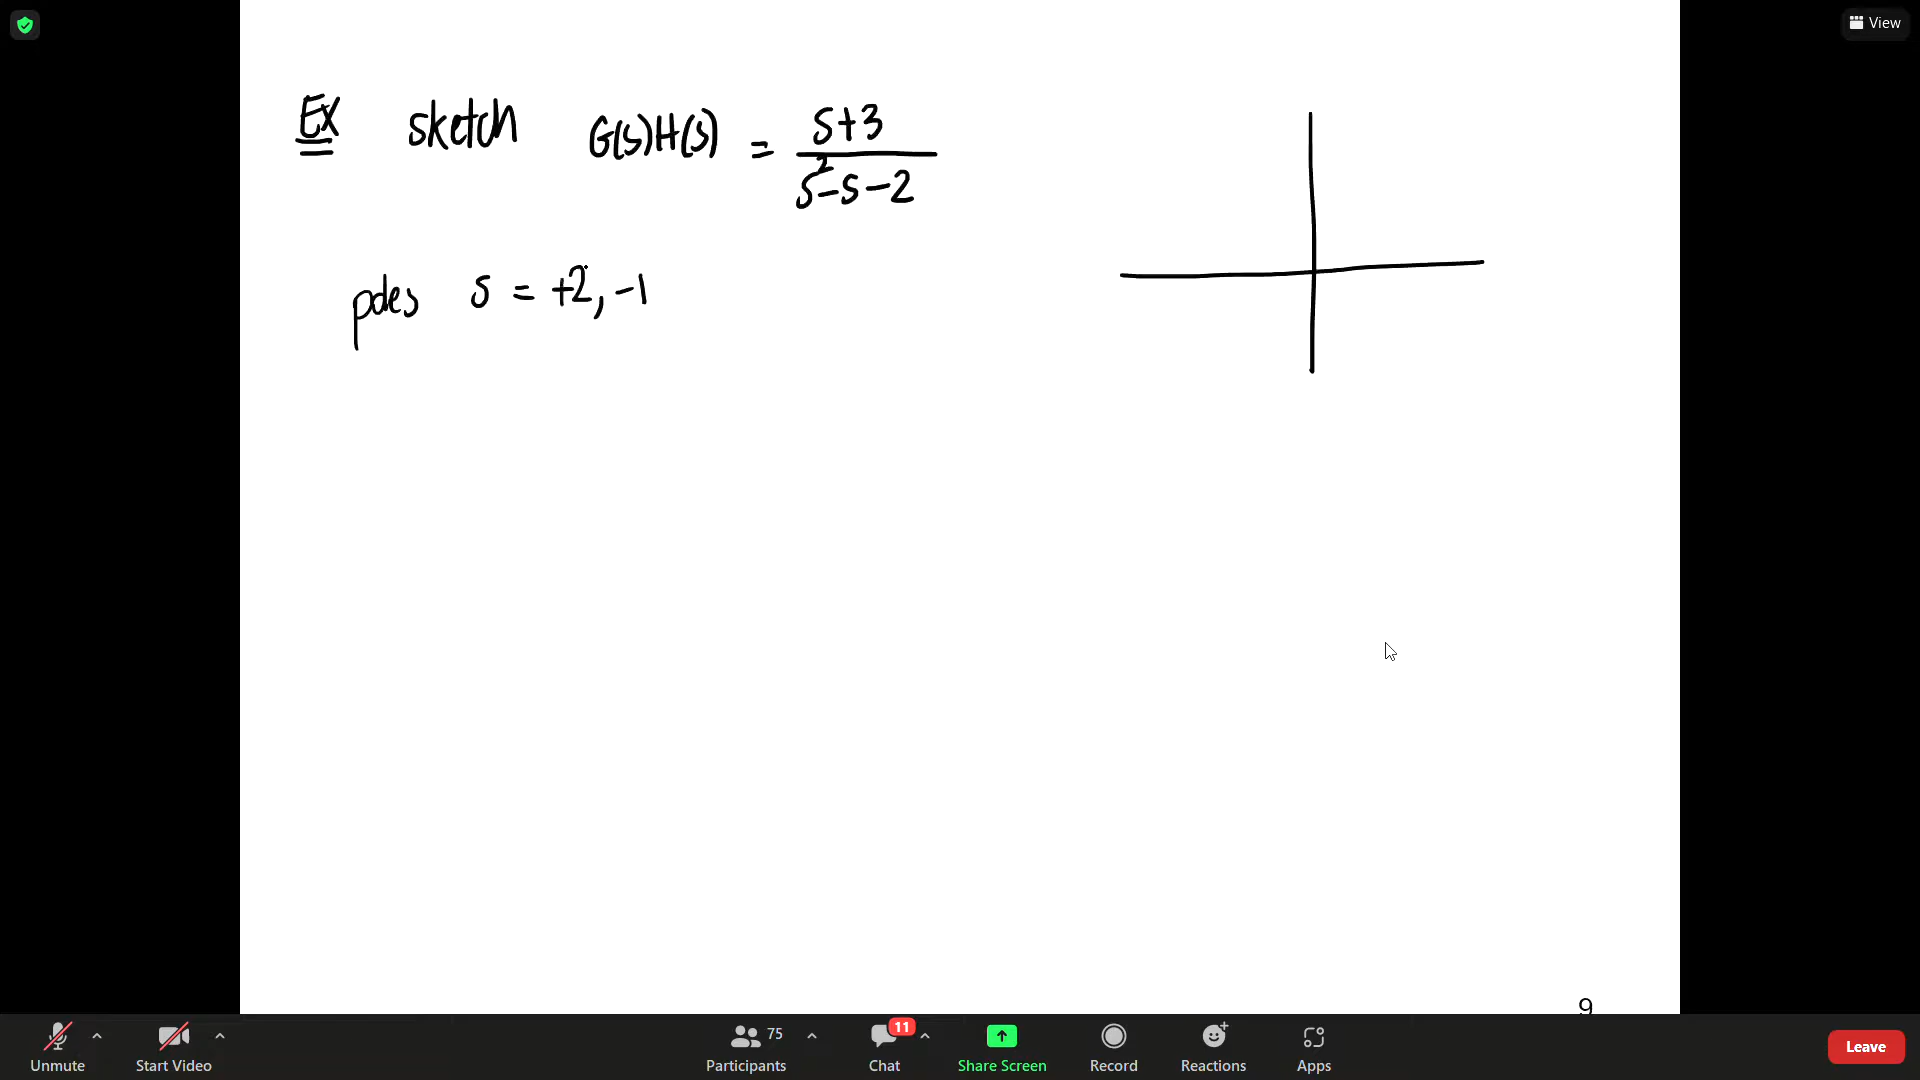 View
EX sketch G(s)H(s) = s+3
s²-s-2
poles s = +2, -1
9
Unmute Start Video 75 Participants 11 Chat Share Screen Record Reactions Apps Leave